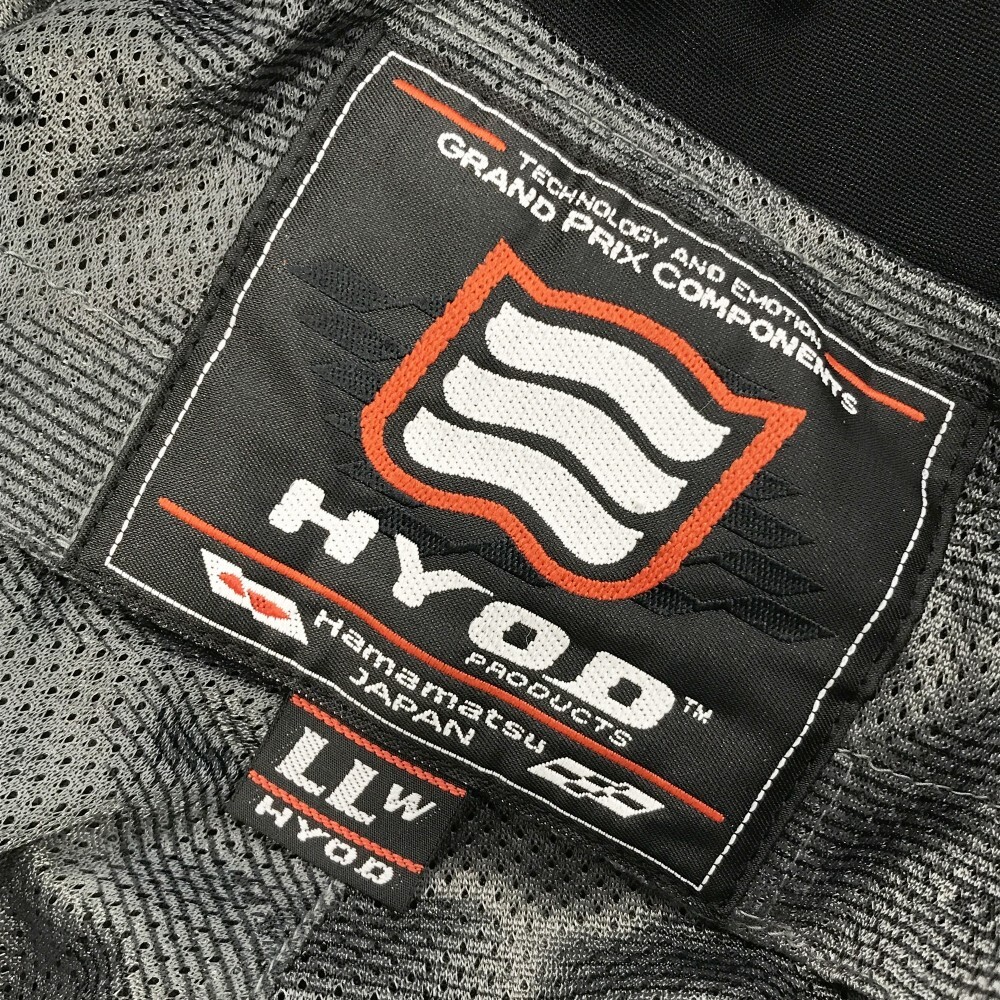 TECHNOLOGY AND EMOTION
GRAND PRIX COMPONENTS
HYOD™
PRODUCTS
Hamamatsu
JAPAN
LLW
HYOD